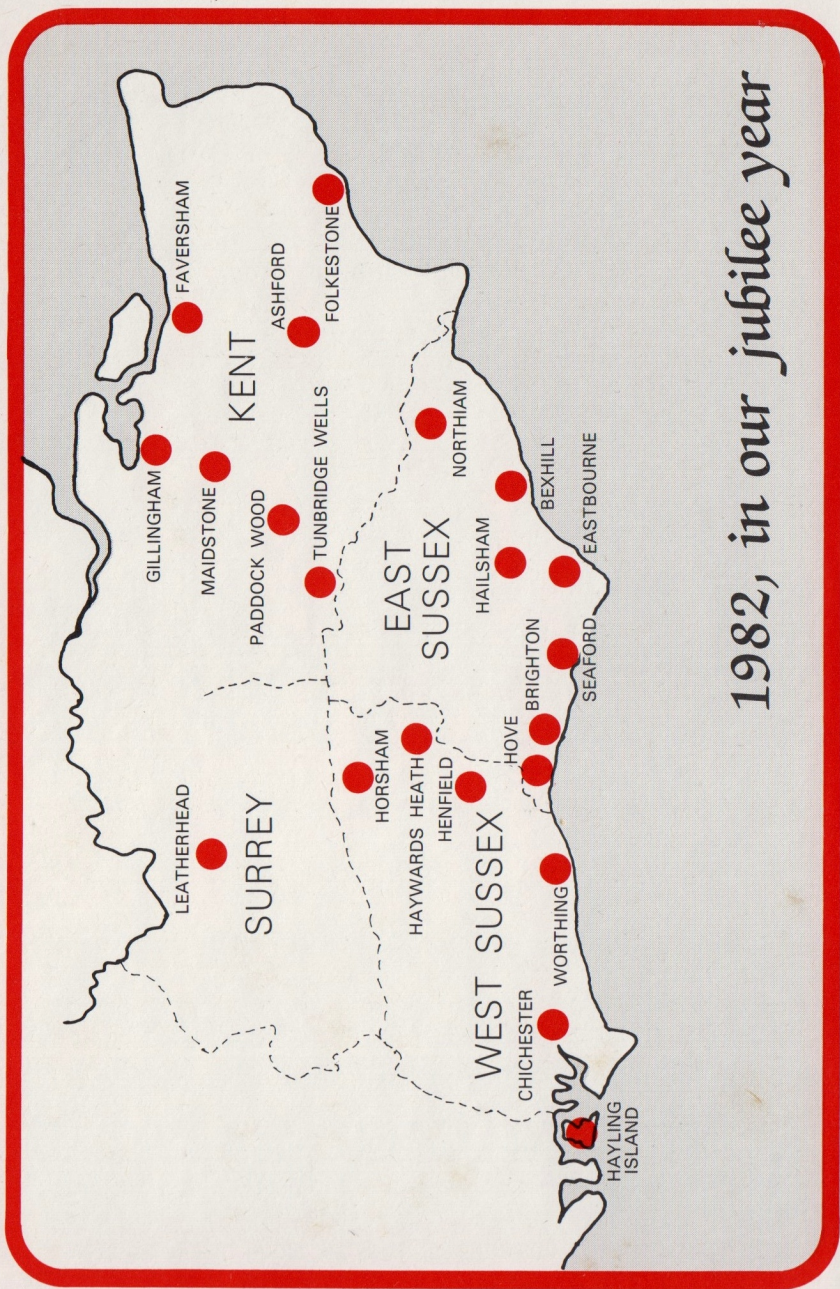 FAVERSHAM
GILLINGHAM
MAIDSTONE
KENT
ASHFORD
FOLKESTONE
PADDOCK WOOD
TUNBRIDGE WELLS
LEATHERHEAD
SURREY
NORTHIAM
EAST
SUSSEX
BEXHILL
HAILSHAM
EASTBOURNE
HORSHAM
HAYWARDS HEATH
HENFIELD
HOVE
BRIGHTON
SEAFORD
WEST SUSSEX
WORTHING
CHICHESTER
HAYLING
ISLAND
1982, in our jubilee year